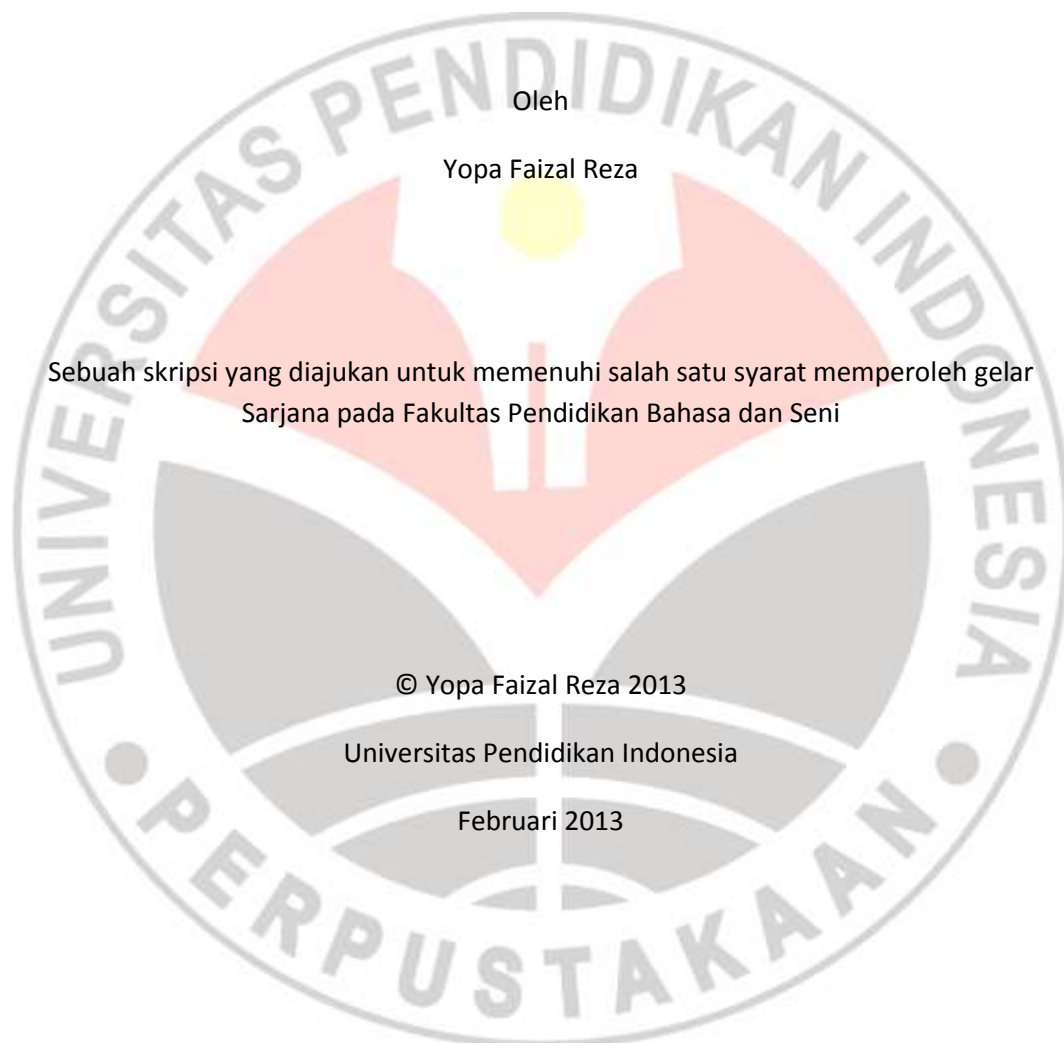 Oleh
Yopa Faizal Reza
Sebuah skripsi yang diajukan untuk memenuhi salah satu syarat memperoleh gelar
Sarjana pada Fakultas Pendidikan Bahasa dan Seni
© Yopa Faizal Reza 2013
Universitas Pendidikan Indonesia
Februari 2013
UNIVERSITAS PENDIDIKAN INDONESIA
PERPUSTAKAAN